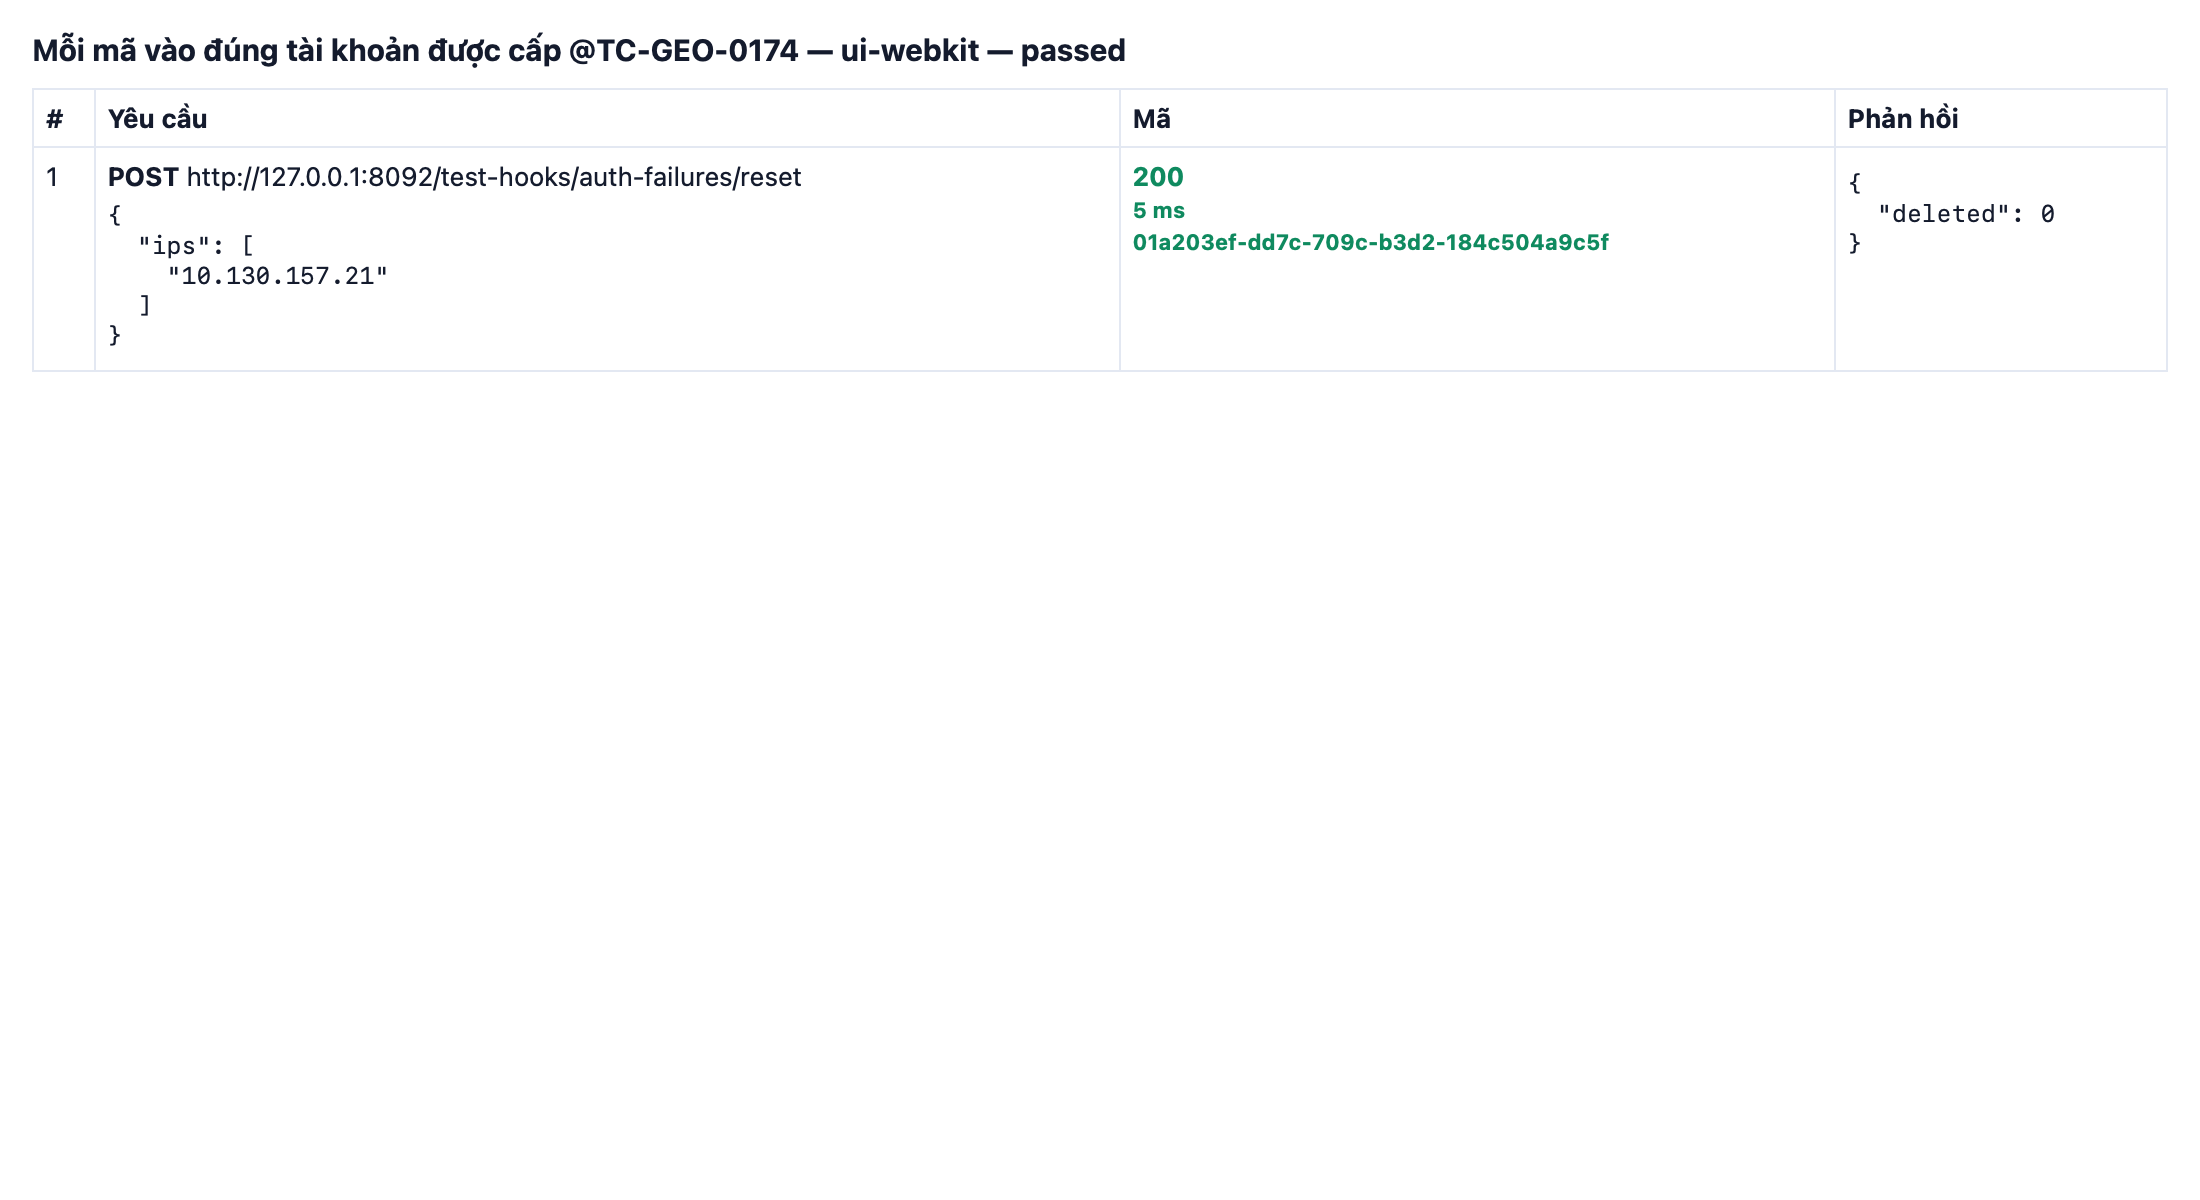 Mỗi mã vào đúng tài khoản được cấp @TC-GEO-0174 — ui-webkit — passed
# Yêu cầu Mã Phản hồi
1 POST http://127.0.0.1:8092/test-hooks/auth-failures/reset
{
  "ips": [
    "10.130.157.21"
  ]
}
200
5 ms
01a203ef-dd7c-709c-b3d2-184c504a9c5f
{
  "deleted": 0
}